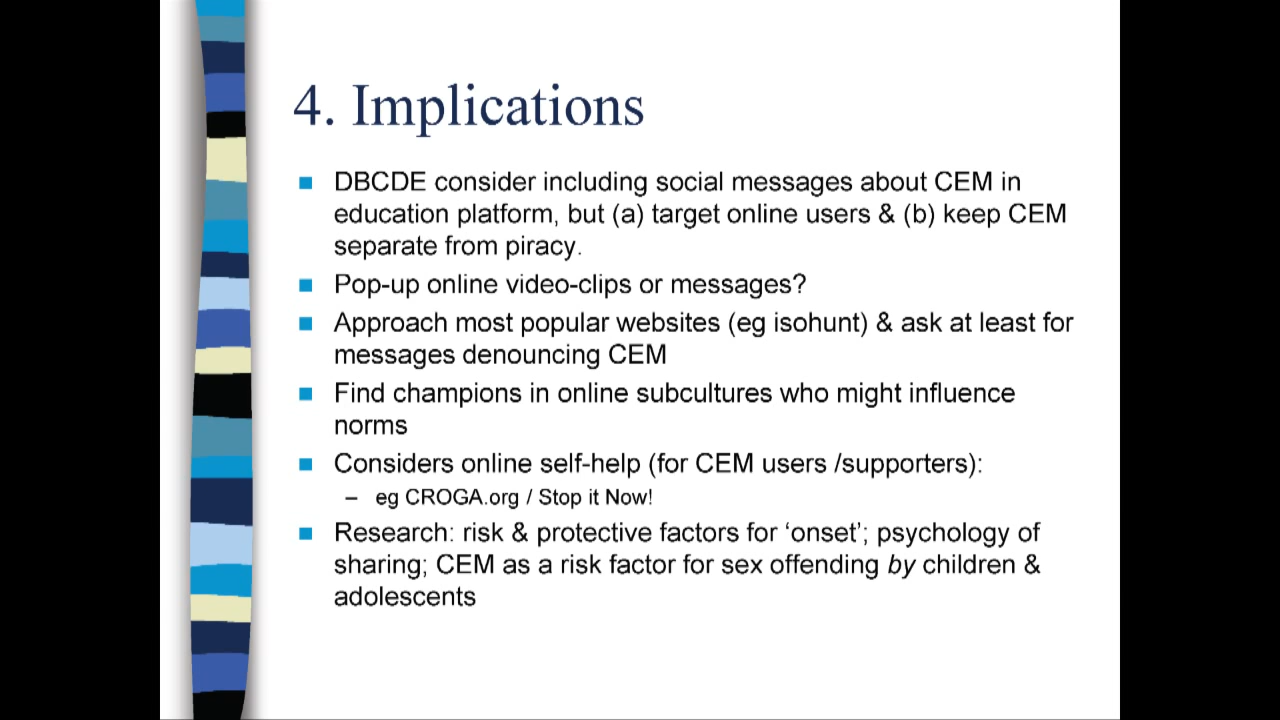 4. Implications
DBCDE consider including social messages about CEM in
education platform, but (a) target online users & (b) keep CEM
separate from piracy.
Pop-up online video-clips or messages?
Approach most popular websites (eg isohunt) & ask at least for
messages denouncing CEM
Find champions in online subcultures who might influence
norms
Considers online self-help (for CEM users /supporters):
– eg CROGA.org / Stop it Now!
Research: risk & protective factors for ‘onset’; psychology of
sharing; CEM as a risk factor for sex offending by children &
adolescents